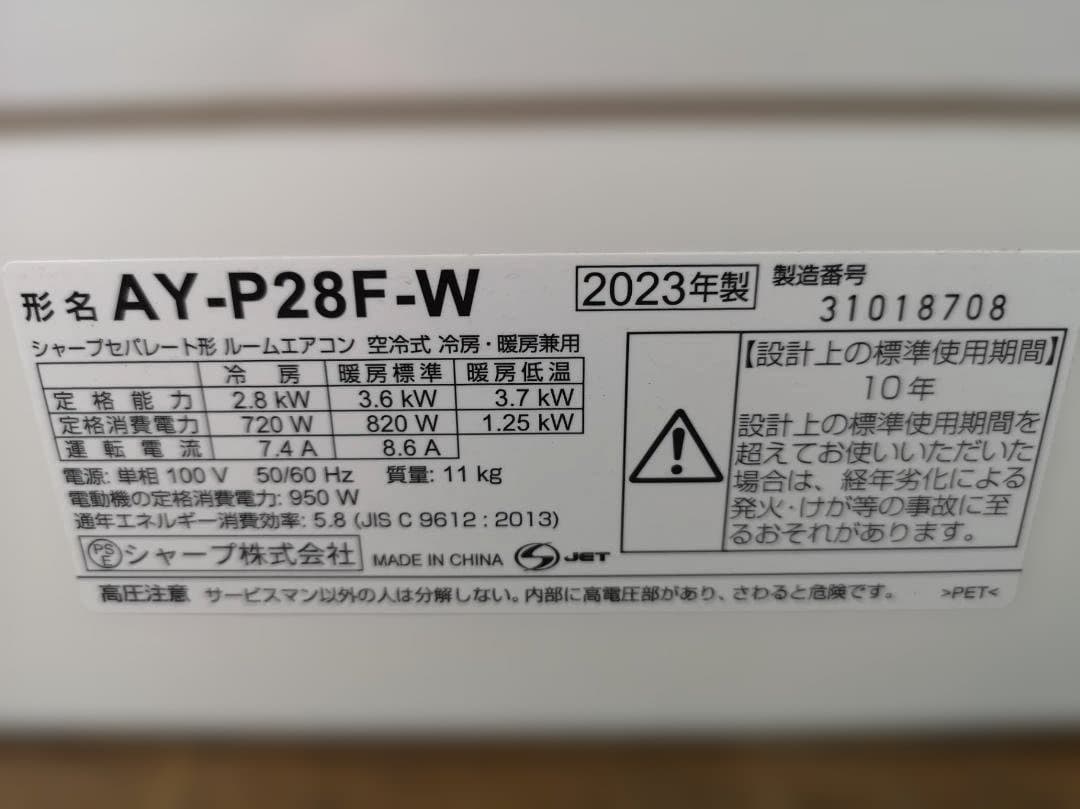 形名 AY-P28F-W 2023年製 製造番号 31018708
シャープセパレート形 ルームエアコン 空冷式 冷房・暖房兼用
冷房 暖房標準 暖房低温
定格能力 2.8 kW 3.6 kW 3.7 kW
定格消費電力 720 W 820 W 1.25 kW
運転電流 7.4 A 8.6 A
電源: 単相 100 V 50/60 Hz 質量: 11 kg
電動機の定格消費電力: 950 W
通年エネルギー消費効率: 5.8 (JIS C 9612 : 2013)
PSE シャープ株式会社 MADE IN CHINA JET
【設計上の標準使用期間】
10年
設計上の標準使用期間を
超えてお使いいただいた
場合は、経年劣化による
発火・けが等の事故に至
るおそれがあります。
高圧注意 サービスマン以外の人は分解しない。内部に高電圧部があり、さわると危険です。 >PET<